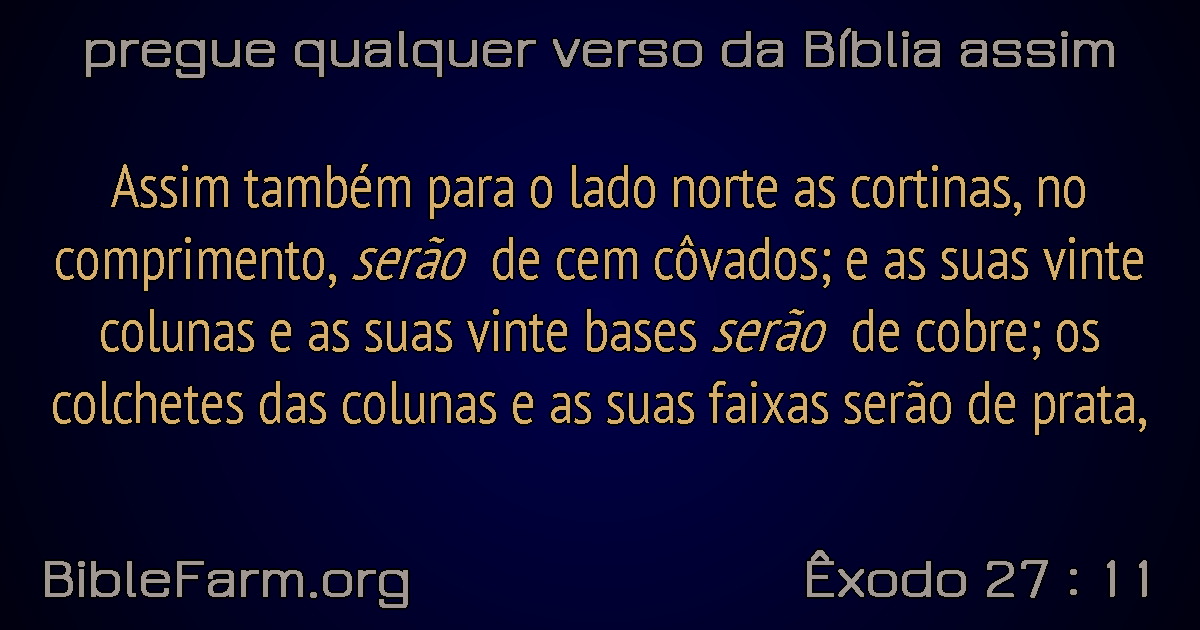 pregue qualquer verso da Bíblia assim
Assim também para o lado norte as cortinas, no
comprimento, serão de cem côvados; e as suas vinte
colunas e as suas vinte bases serão de cobre; os
colchetes das colunas e as suas faixas serão de prata,
BibleFarm.org
Êxodo 27 : 11